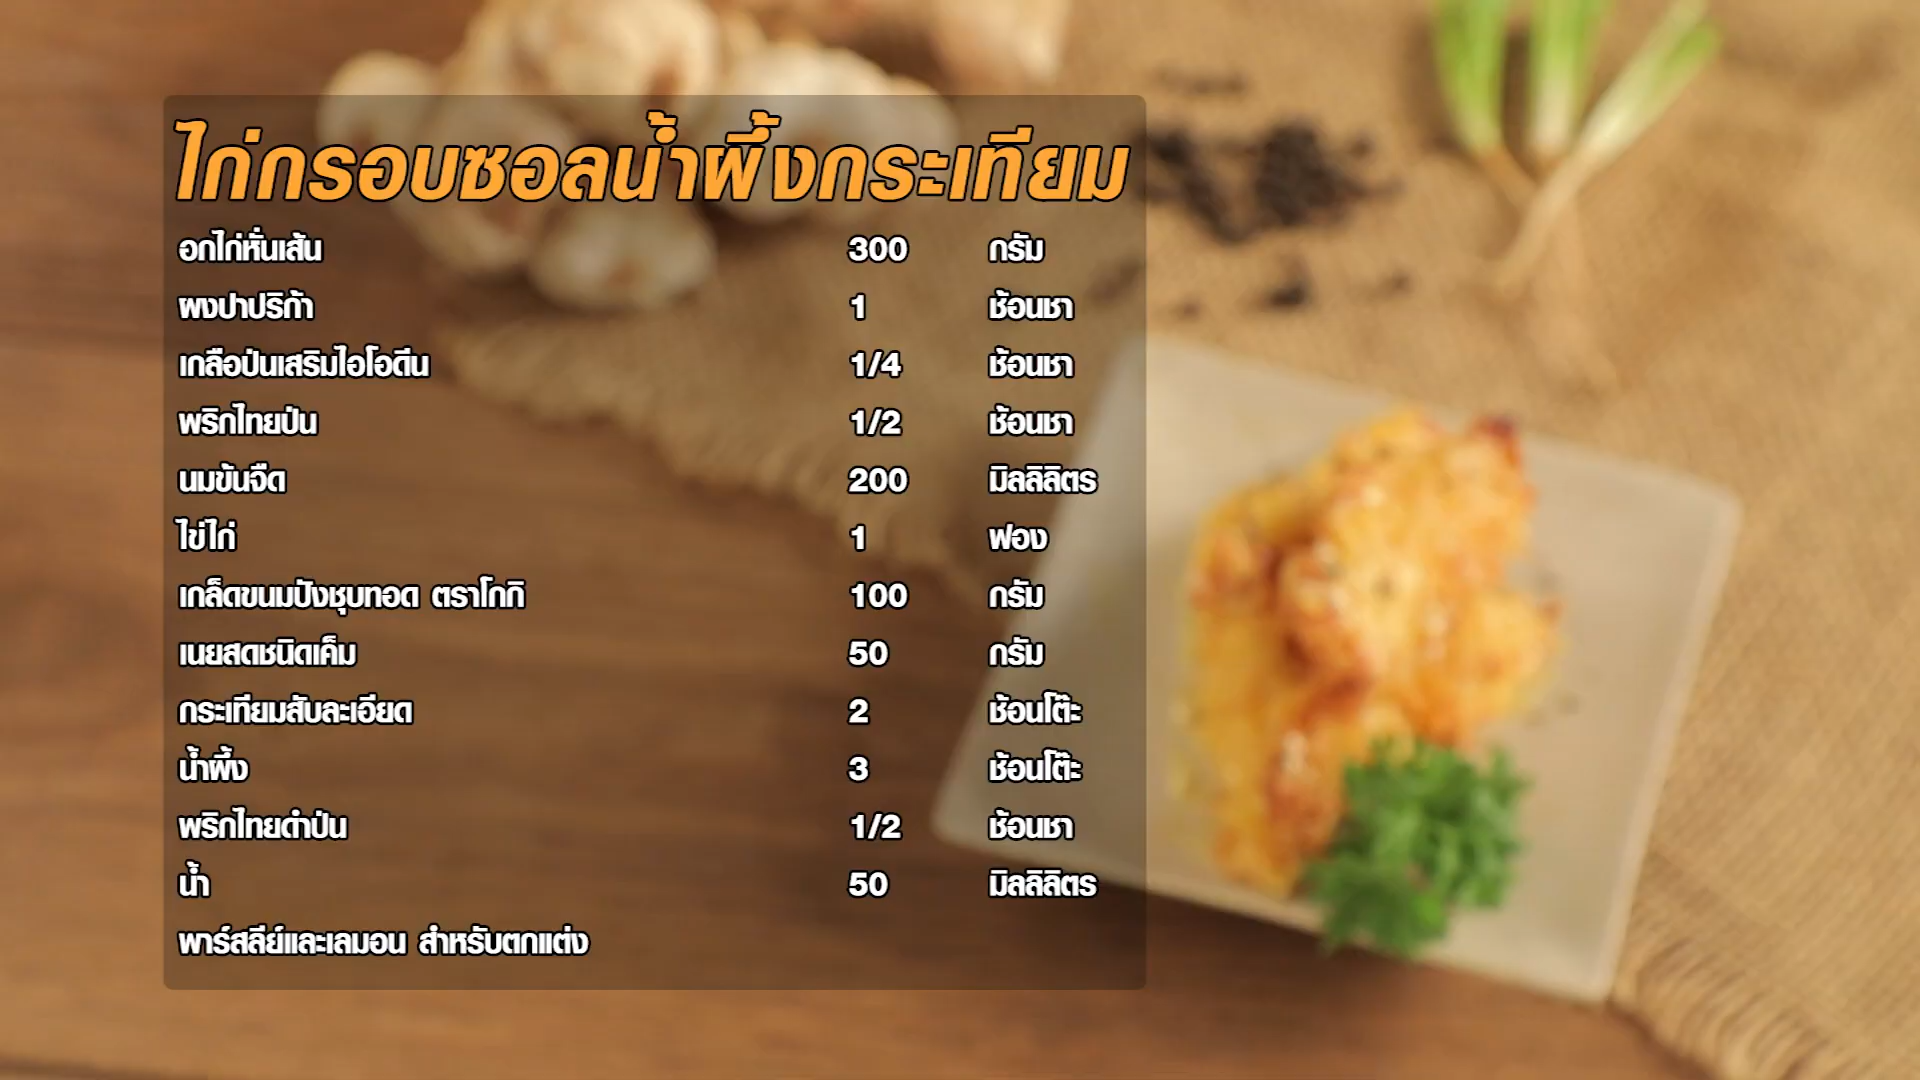 ไก่กรอบซอสน้ำผึ้งกระเทียม
อกไก่หั่นเส้น 300 กรัม
ผงปาปริก้า 1 ช้อนชา
เกลือป่นเสริมไอโอดีน 1/4 ช้อนชา
พริกไทยป่น 1/2 ช้อนชา
นมข้นจืด 200 มิลลิลิตร
ไข่ไก่ 1 ฟอง
เกล็ดขนมปังชุบทอด ตราโกกิ 100 กรัม
เนยสดชนิดเค็ม 50 กรัม
กระเทียมสับละเอียด 2 ช้อนโต๊ะ
น้ำผึ้ง 3 ช้อนโต๊ะ
พริกไทยดำป่น 1/2 ช้อนชา
น้ำ 50 มิลลิลิตร
พาร์สลีย์และเลมอน สำหรับตกแต่ง